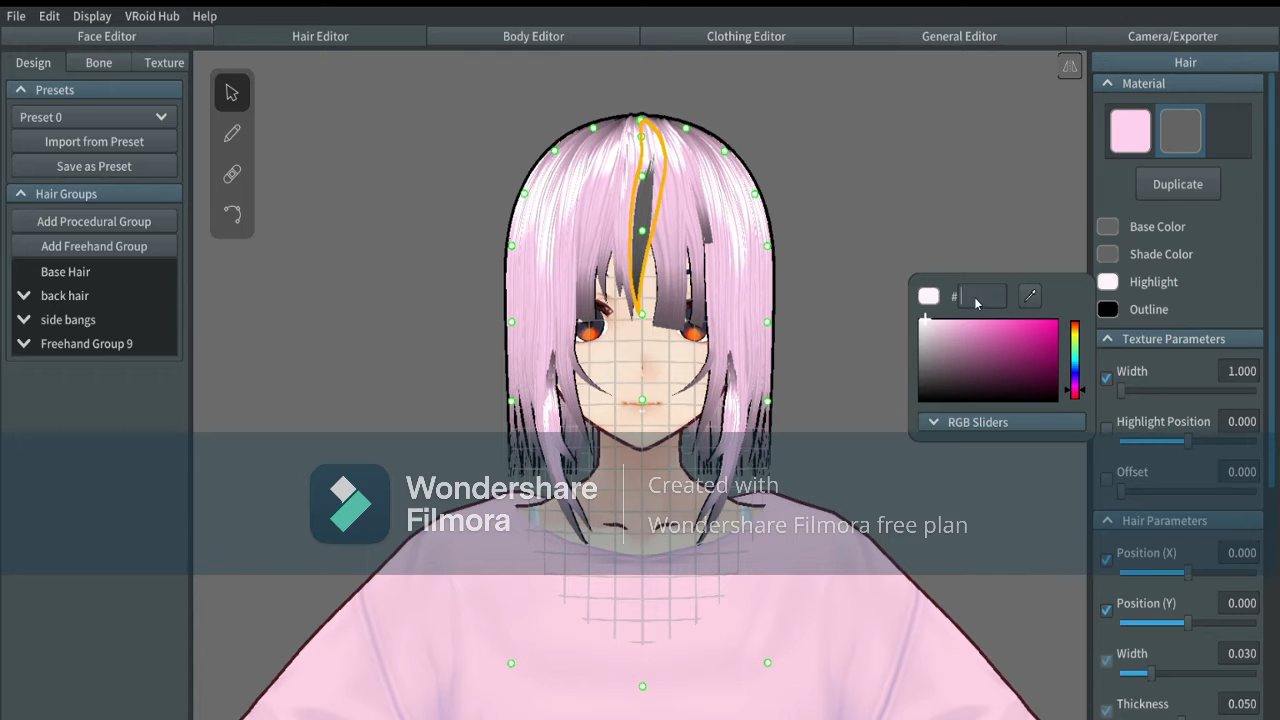 File Edit Display VRoid Hub Help
Face Editor Hair Editor Body Editor Clothing Editor General Editor Camera/Exporter
Design Bone Texture
Presets
Preset 0
Import from Preset
Save as Preset
Hair Groups
Add Procedural Group
Add Freehand Group
Base Hair
back hair
side bangs
Freehand Group 9
Hair
Material
Duplicate
Base Color
Shade Color
Highlight
Outline
#
RGB Sliders
Texture Parameters
Width 1.000
Highlight Position 0.000
Offset 0.000
Hair Parameters
Position (X) 0.000
Position (Y) 0.000
Width 0.030
Thickness 0.050
Wondershare
Filmora
Created with
Wondershare Filmora free plan